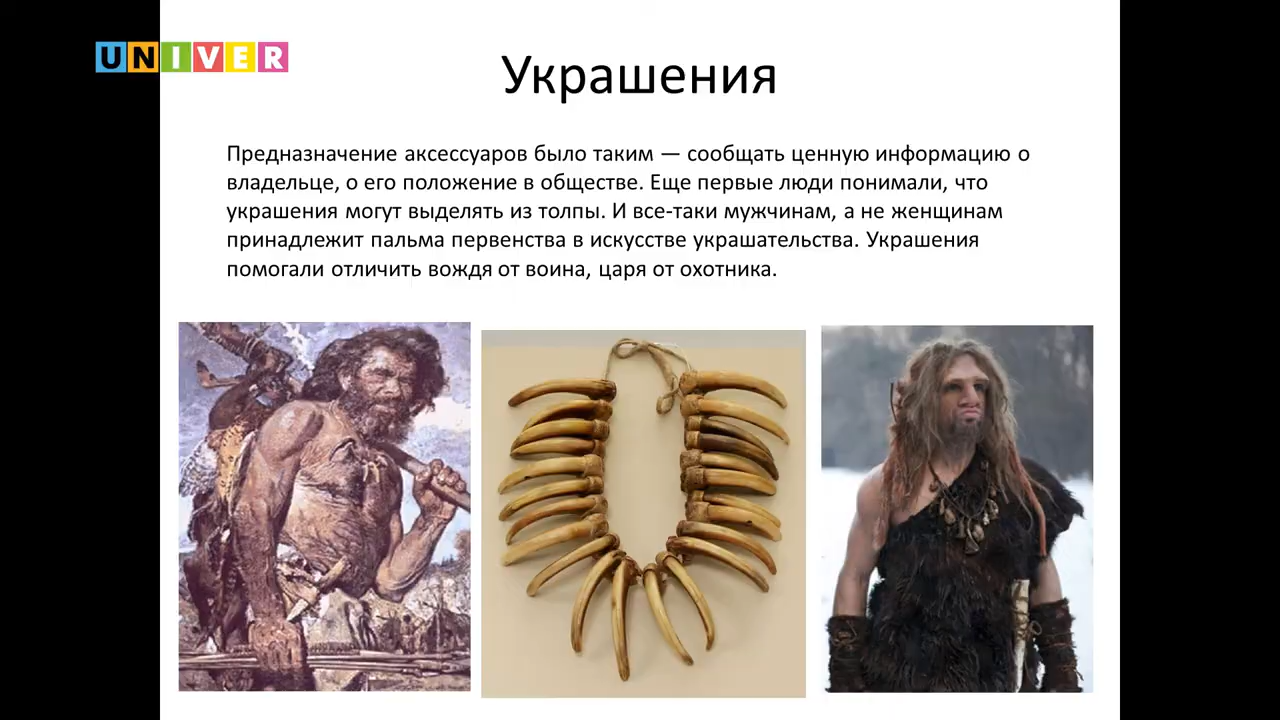 UNIVER
Украшения
Предназначение аксессуаров было таким — сообщать ценную информацию о
владельце, о его положение в обществе. Еще первые люди понимали, что
украшения могут выделять из толпы. И все-таки мужчинам, а не женщинам
принадлежит пальма первенства в искусстве украшательства. Украшения
помогали отличить вождя от воина, царя от охотника.